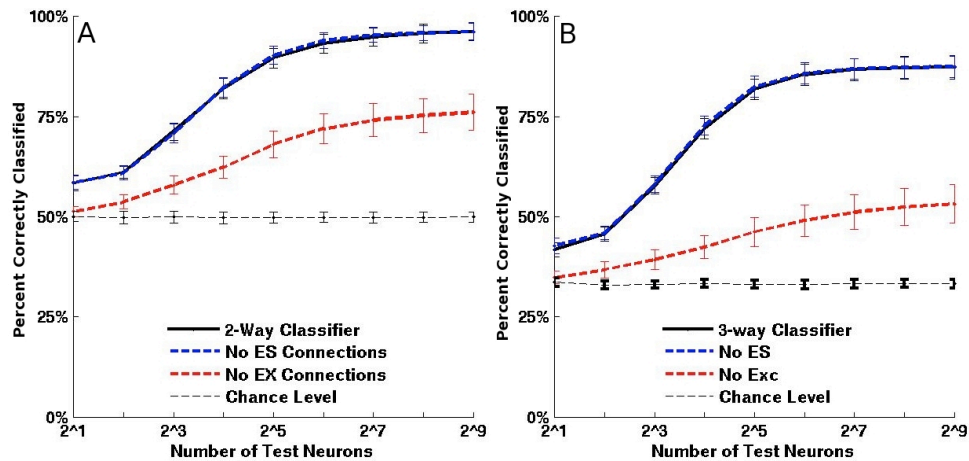 A
Percent Correctly Classified
100%
75%
50%
25%
0%
2-Way Classifier
No ES Connections
No EX Connections
Chance Level
2^1 2^3 2^5 2^7 2^9
Number of Test Neurons
B
Percent Correctly Classified
100%
75%
50%
25%
0%
3-way Classifier
No ES
No Exc
Chance Level
2^1 2^3 2^5 2^7 2^9
Number of Test Neurons